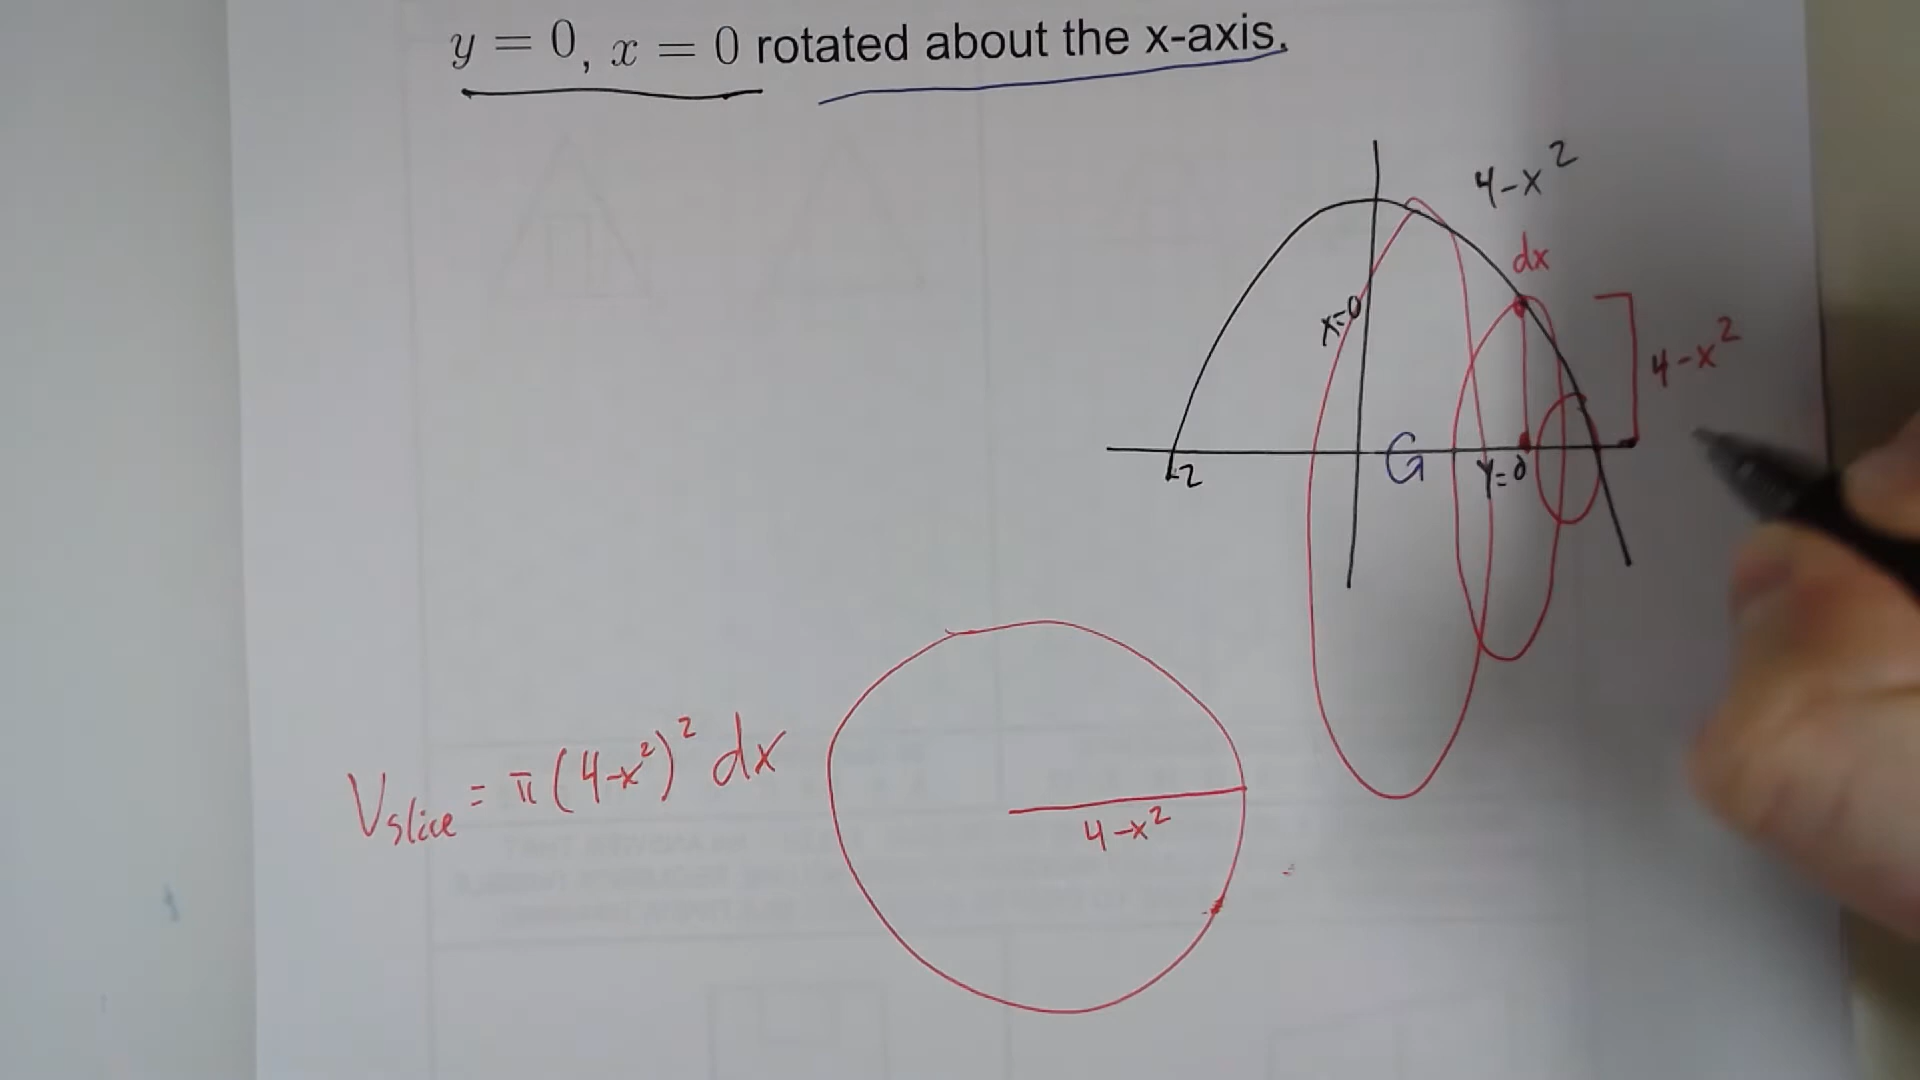 y = 0, x = 0 rotated about the x-axis.
4-x²
dx
x=0
4-x²
-2
y=0
V_slice = π(4-x²)² dx
4-x²